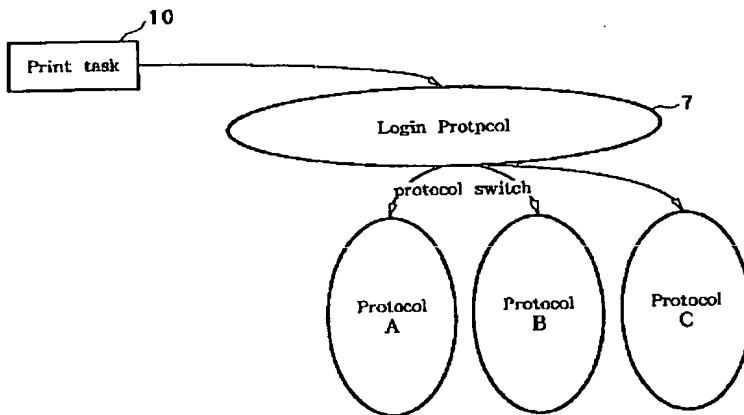 10
Print task
7
Login Protpcol
protocol switch
Protocol
A
Protocol
B
Protocol
C